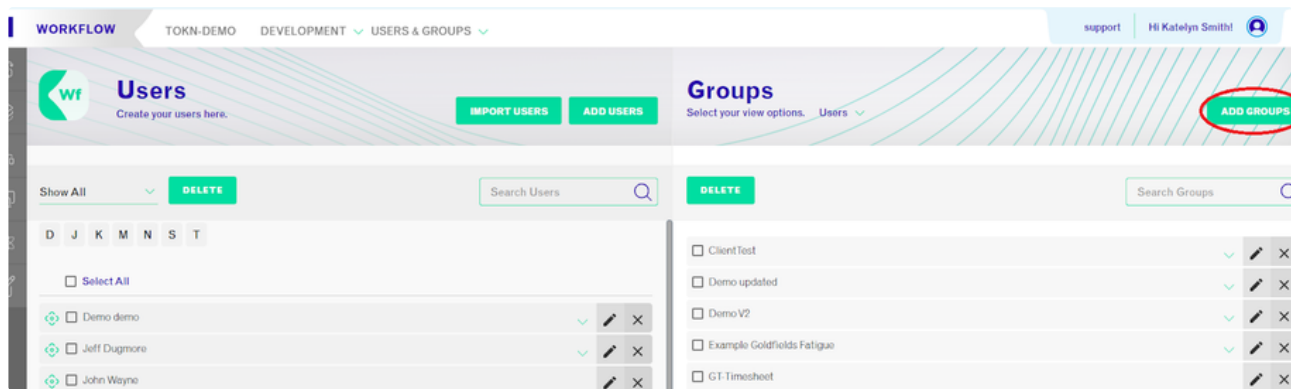 WORKFLOW TOKN-DEMO DEVELOPMENT USERS & GROUPS support Hi Katelyn Smith!
Wf
Users
Create your users here.
IMPORT USERS ADD USERS
Groups
Select your view options. Users
ADD GROUPS
Show All DELETE Search Users
D J K M N S T
Select All
Demo demo
Jeff Dugmore
John Wayne
DELETE Search Groups
ClientTest
Demo updated
Demo V2
Example Goldfields Fatigue
GT-Timesheet